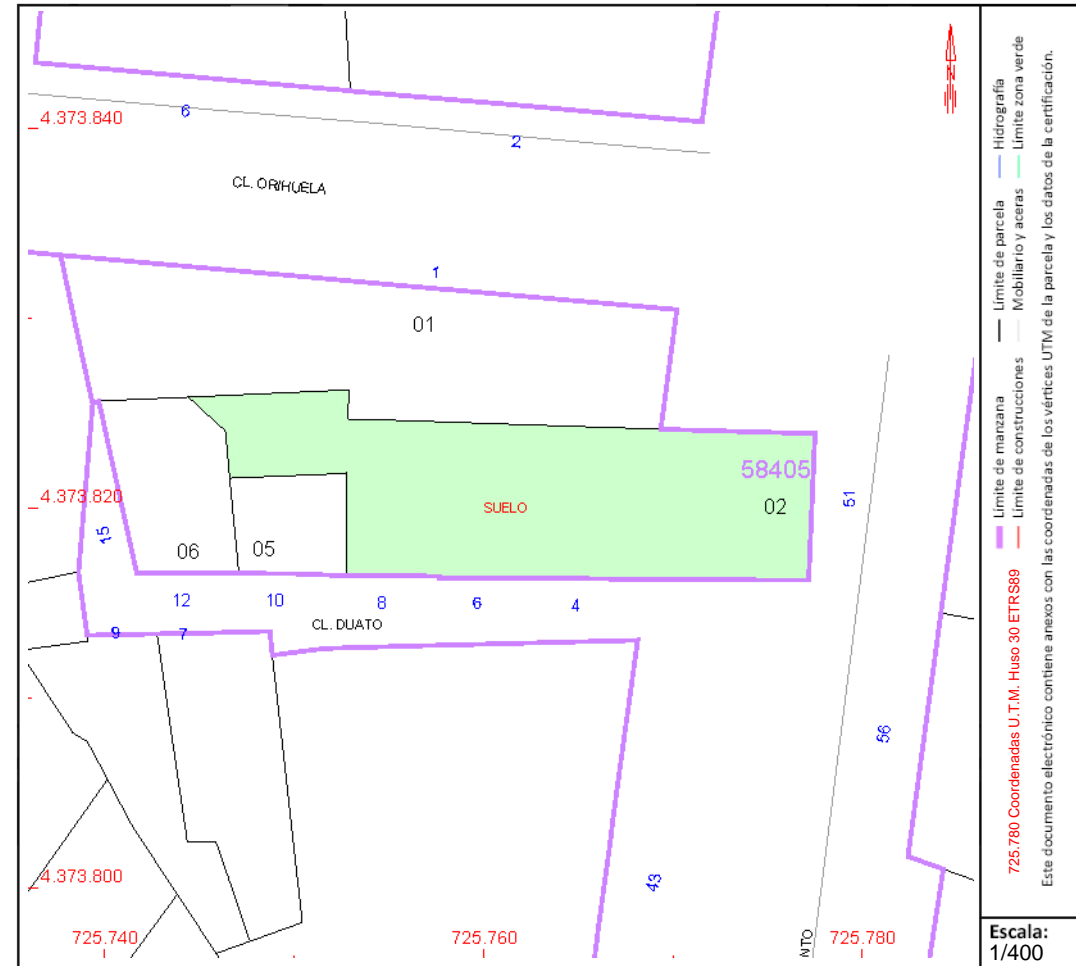 4.373.840
6
2
CL. ORIHUELA
1
01
58405
4.373.820
SUELO
02
51
15
06
05
12
10
8
6
4
CL. DUATO
9
7
56
4.373.800
43
725.740
725.760
NTO
725.780
N
Límite de manzana
Límite de parcela
Hidrografía
Límite de construcciones
Mobiliario y aceras
Límite zona verde
725.780 Coordenadas U.T.M. Huso 30 ETRS89
Este documento electrónico contiene anexos con las coordenadas de los vértices UTM de la parcela y los datos de la certificación.
Escala:
1/400